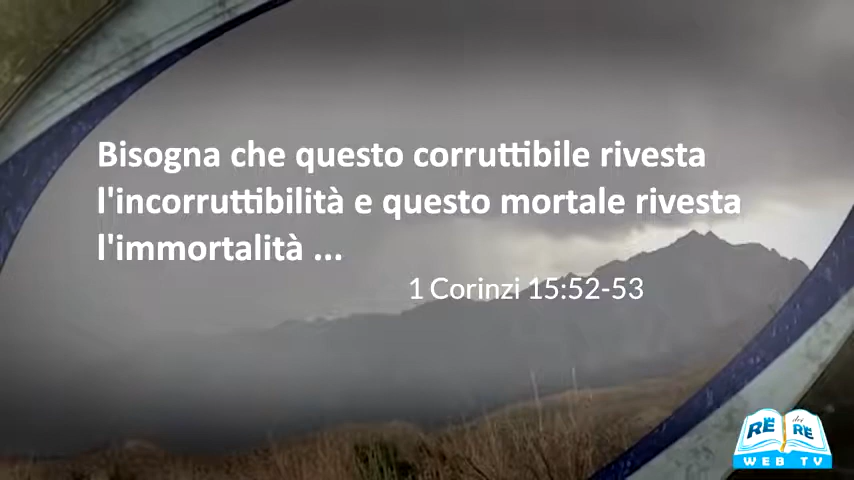 Bisogna che questo corruttibile rivesta
l'incorruttibilità e questo mortale rivesta
l'immortalità ...
1 Corinzi 15:52-53
RE dei RE
WEB TV